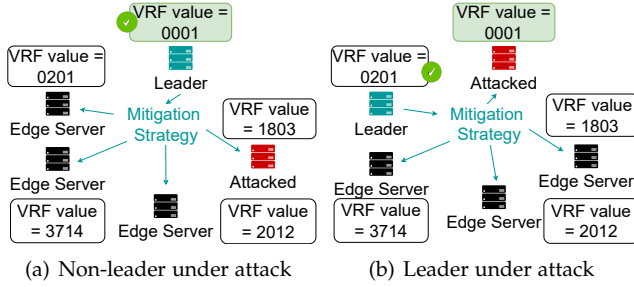 VRF value =
0001
VRF value =
0201
Leader
Edge Server
Mitigation
Strategy
VRF value
= 1803
Edge Server
Attacked
VRF value
= 3714
Edge Server
VRF value
= 2012
(a) Non-leader under attack
VRF value =
0001
VRF value =
0201
Attacked
Leader
Mitigation
Strategy
VRF value
= 1803
Edge Server
Edge Server
VRF value
= 3714
Edge Server
VRF value
= 2012
(b) Leader under attack